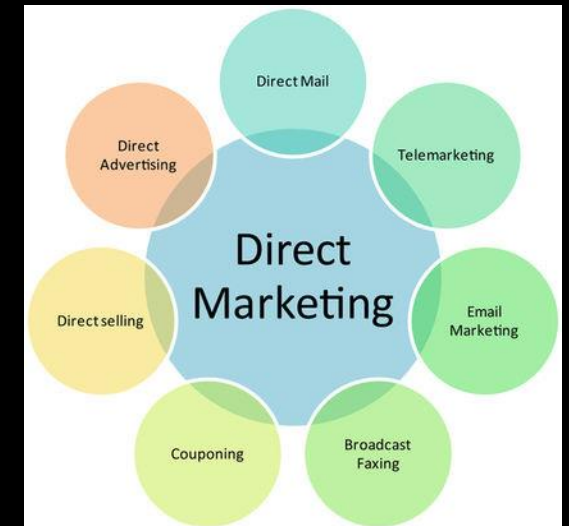 Direct Mail
Telemarketing
Email
Marketing
Broadcast
Faxing
Couponing
Direct selling
Direct
Advertising
Direct
Marketing